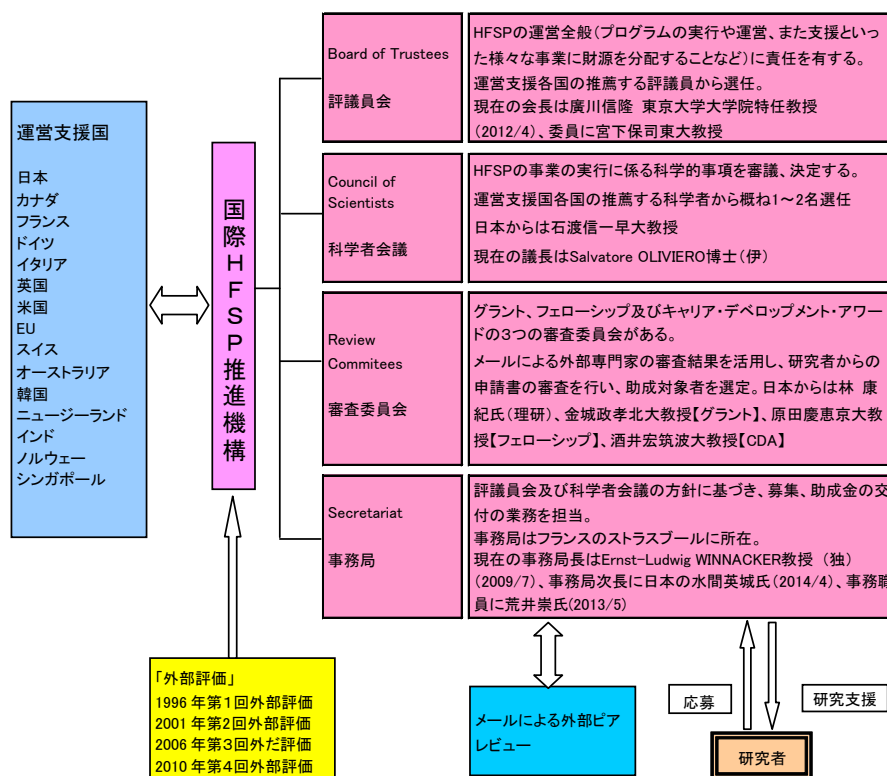 運営支援国
日本
カナダ
フランス
ドイツ
イタリア
英国
米国
EU
スイス
オーストラリア
韓国
ニュージーランド
インド
ノルウェー
シンガポール
国際HFSP推進機構
Board of Trustees
評議員会
HFSPの運営全般(プログラムの実行や運営、また支援といっ
た様々な事業に財源を分配することなど)に責任を有する。
運営支援各国の推薦する評議員から選任。
現在の会長は廣川信隆 東京大学大学院特任教授
(2012/4)、委員に宮下保司東大教授
Council of
Scientists
科学者会議
HFSPの事業の実行に係る科学的事項を審議、決定する。
運営支援国各国の推薦する科学者から概ね1～2名選任
日本からは石渡信一早大教授
現在の議長はSalvatore OLIVIERO博士(伊)
Review
Commitees
審査委員会
グラント、フェローシップ及びキャリア・デベロップメント・アワー
ドの3つの審査委員会がある。
メールによる外部専門家の審査結果を活用し、研究者からの
申請書の審査を行い、助成対象者を選定。日本からは林 康
紀氏(理研)、金城政孝北大教授【グラント】、原田慶恵京大教
授【フェローシップ】、酒井宏筑波大教授【CDA】
Secretariat
事務局
評議員会及び科学者会議の方針に基づき、募集、助成金の交
付の業務を担当。
事務局はフランスのストラスブールに所在。
現在の事務局長はErnst-Ludwig WINNACKER教授 (独)
(2009/7)、事務局次長に日本の水間英城氏(2014/4)、事務職
員に荒井崇氏(2013/5)
「外部評価」
1996 年第1回外部評価
2001 年第2回外部評価
2006 年第3回外だ評価
2010 年第4回外部評価
メールによる外部ピア
レビュー
応募
研究支援
研究者